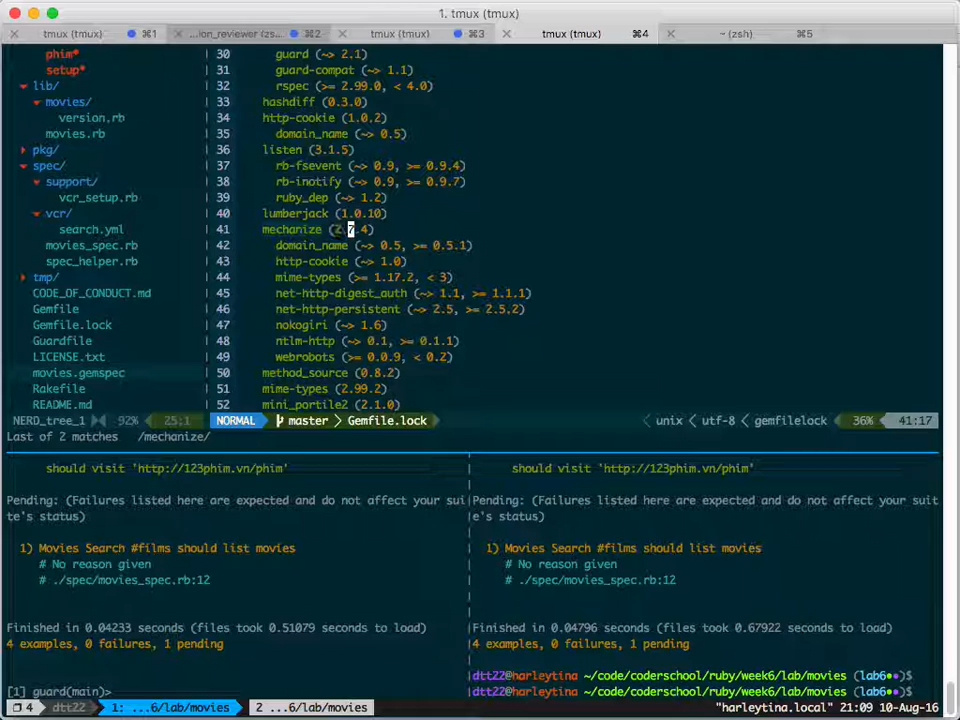 1. tmux (tmux)
tmux (tmux) ⌘1 ...ion_reviewer (zs... ⌘2 tmux (tmux) ⌘3 tmux (tmux) ⌘4 ~ (zsh) ⌘5
phim* 30 guard (~> 2.1)
setup* 31 guard-compat (~> 1.1)
▼ lib/ 32 rspec (>= 2.99.0, < 4.0)
▼ movies/ 33 hashdiff (0.3.0)
version.rb 34 http-cookie (1.0.2)
movies.rb 35 domain_name (~> 0.5)
▶ pkg/ 36 listen (3.1.5)
▼ spec/ 37 rb-fsevent (~> 0.9, >= 0.9.4)
▼ support/ 38 rb-inotify (~> 0.9, >= 0.9.7)
vcr_setup.rb 39 ruby_dep (~> 1.2)
▼ vcr/ 40 lumberjack (1.0.10)
search.yml 41 mechanize (2.7.4)
movies_spec.rb 42 domain_name (~> 0.5, >= 0.5.1)
spec_helper.rb 43 http-cookie (~> 1.0)
▶ tmp/ 44 mime-types (>= 1.17.2, < 3)
CODE_OF_CONDUCT.md 45 net-http-digest_auth (~> 1.1, >= 1.1.1)
Gemfile 46 net-http-persistent (~> 2.5, >= 2.5.2)
Gemfile.lock 47 nokogiri (~> 1.6)
Guardfile 48 ntlm-http (~> 0.1, >= 0.1.1)
LICENSE.txt 49 webrobots (>= 0.0.9, < 0.2)
movies.gemspec 50 method_source (0.8.2)
Rakefile 51 mime-types (2.99.2)
README.md 52 mini_portile2 (2.1.0)
NERD_tree_1 92% 25:1 NORMAL master Gemfile.lock unix utf-8 gemfilelock 36% 41:17
Last of 2 matches /mechanize/
should visit 'http://123phim.vn/phim'
Pending: (Failures listed here are expected and do not affect your sui
te's status)
1) Movies Search #films should list movies
# No reason given
# ./spec/movies_spec.rb:12
Finished in 0.04233 seconds (files took 0.51079 seconds to load)
4 examples, 0 failures, 1 pending
[1] guard(main)>
should visit 'http://123phim.vn/phim'
Pending: (Failures listed here are expected and do not affect your suit
e's status)
1) Movies Search #films should list movies
# No reason given
# ./spec/movies_spec.rb:12
Finished in 0.04796 seconds (files took 0.67922 seconds to load)
4 examples, 0 failures, 1 pending
dtt22@harleytina ~/code/coderschool/ruby/week6/lab/movies (lab6●●)$
dtt22@harleytina ~/code/coderschool/ruby/week6/lab/movies (lab6●●)$
❐ 4 dtt22 1: ...6/lab/movies 2 ...6/lab/movies "harleytina.local" 21:09 10-Aug-16